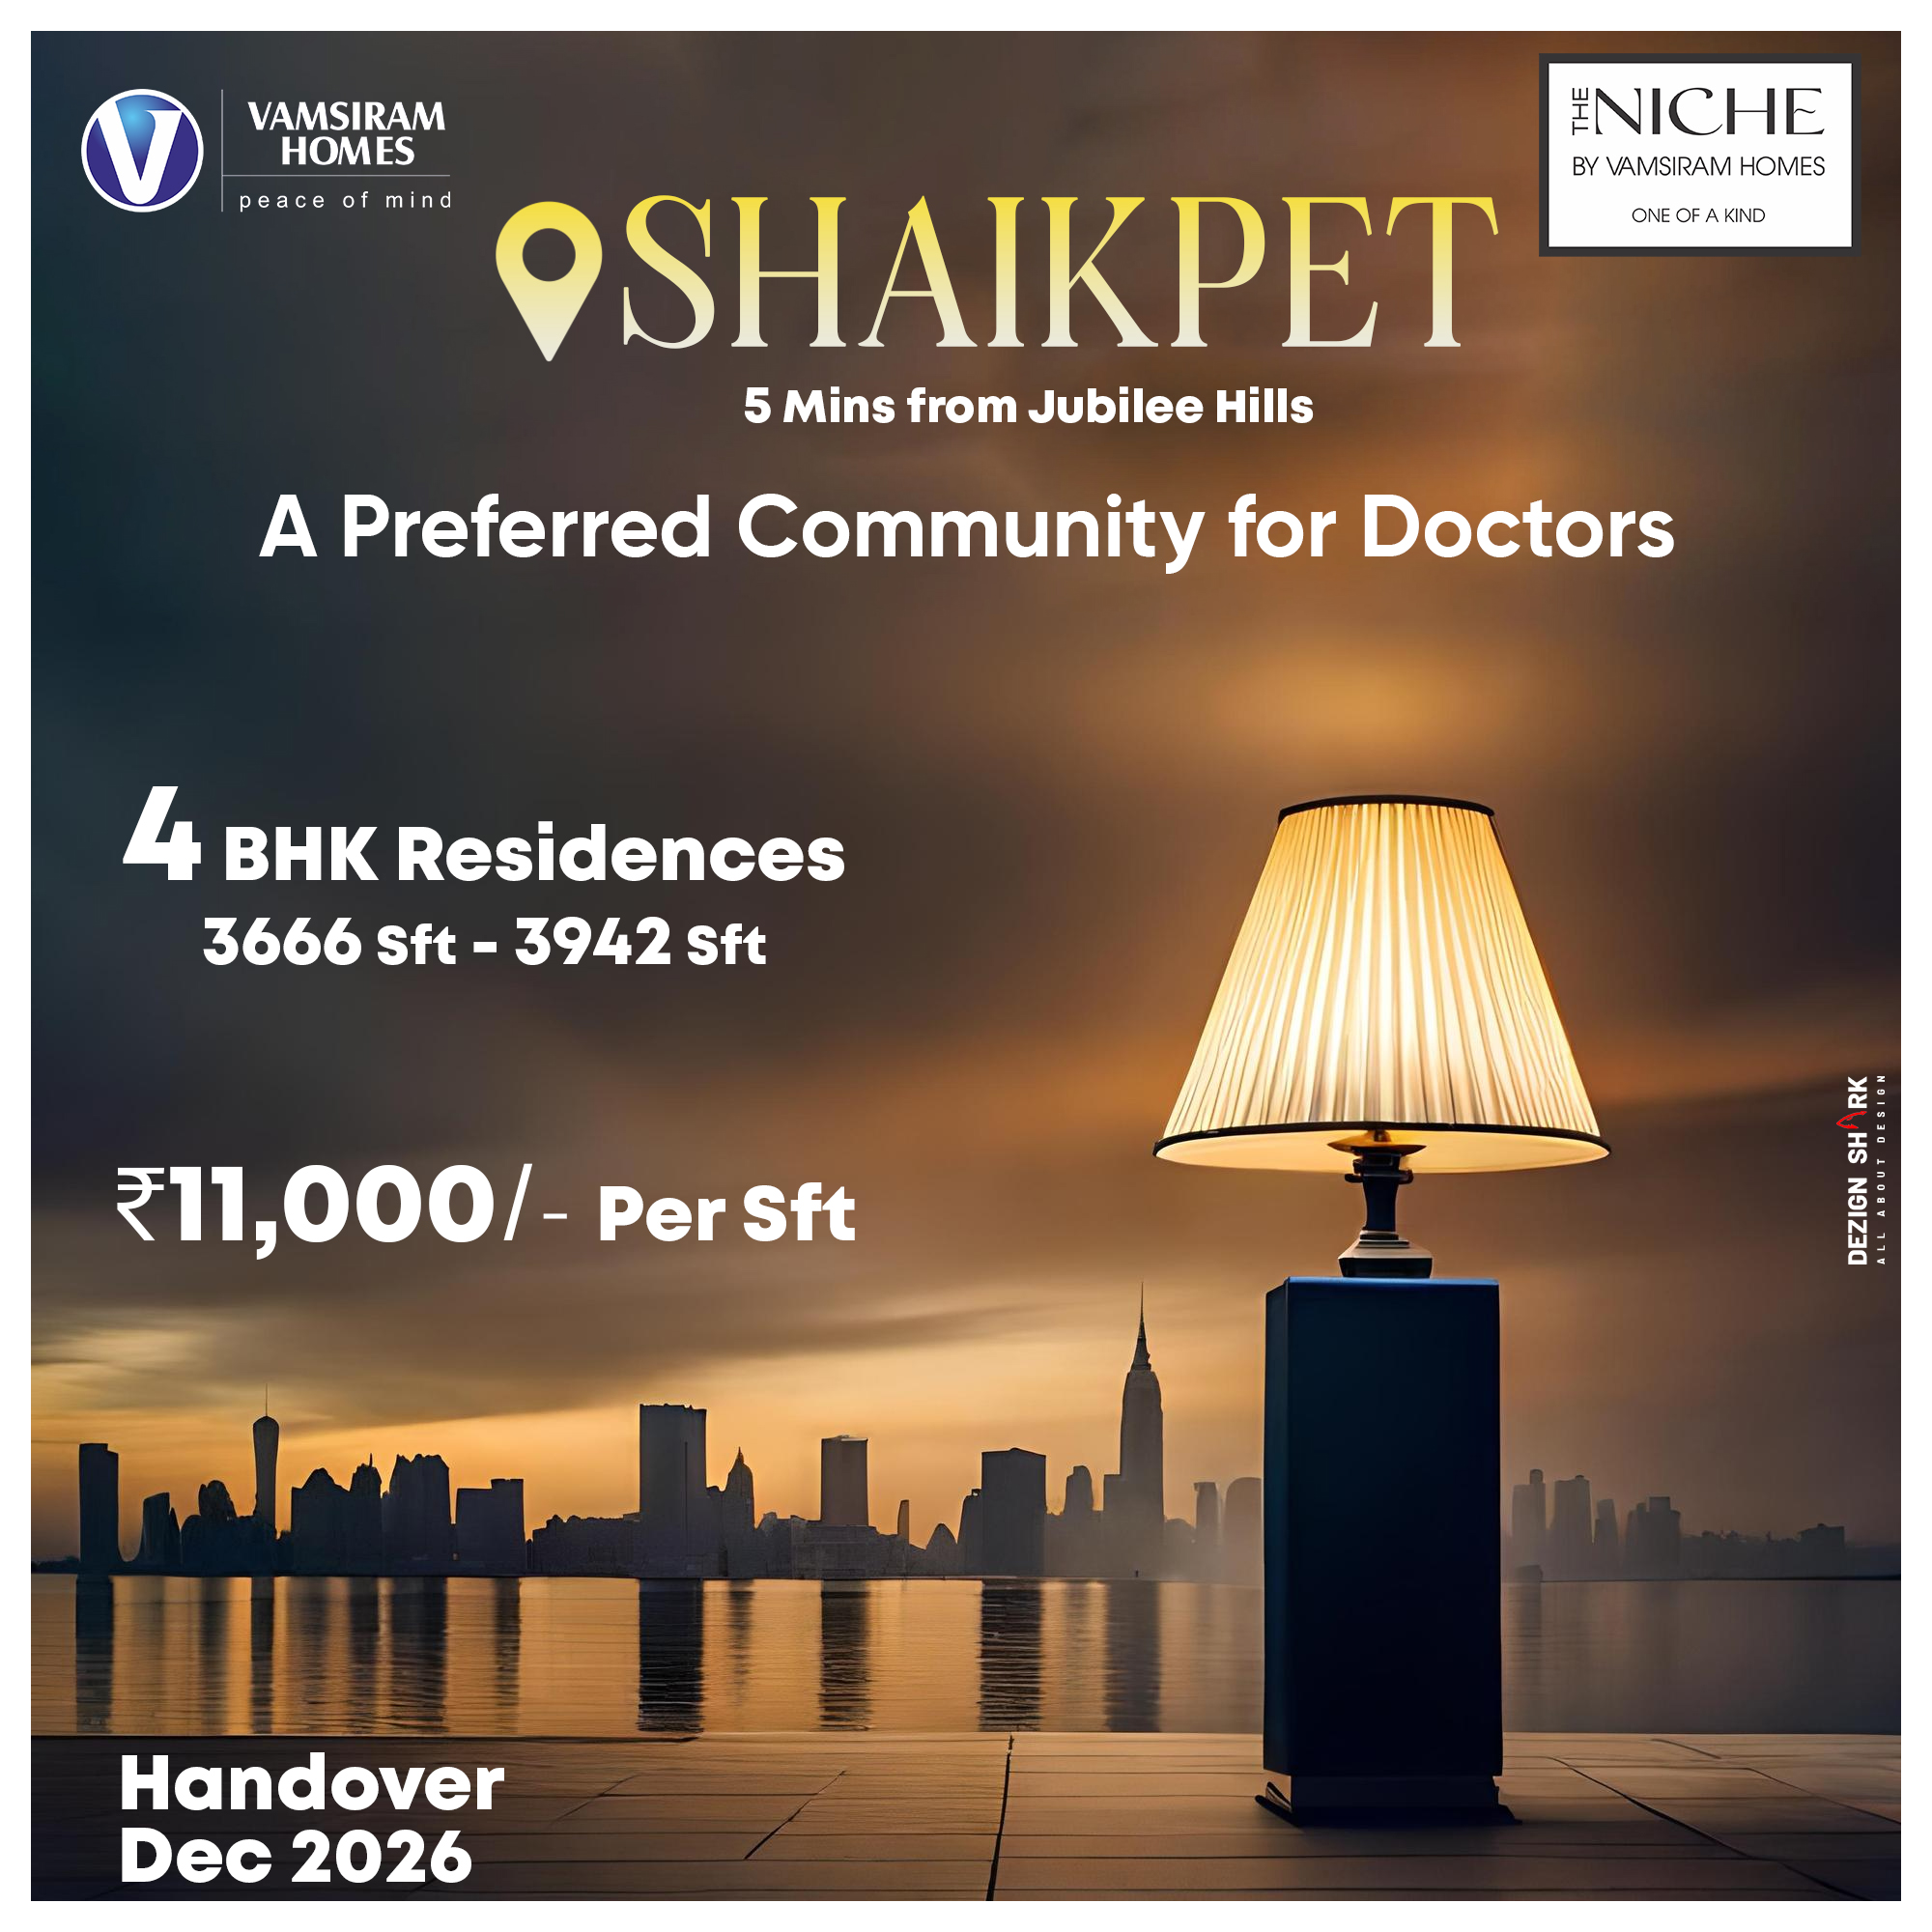 VAMSIRAM
HOMES
peace of mind
THE NICHE
BY VAMSIRAM HOMES
ONE OF A KIND
SHAIKPET
5 Mins from Jubilee Hills
A Preferred Community for Doctors
4 BHK Residences
3666 Sft - 3942 Sft
₹11,000/- Per Sft
DEZIGN SHARK
ALL ABOUT DESIGN
Handover
Dec 2026